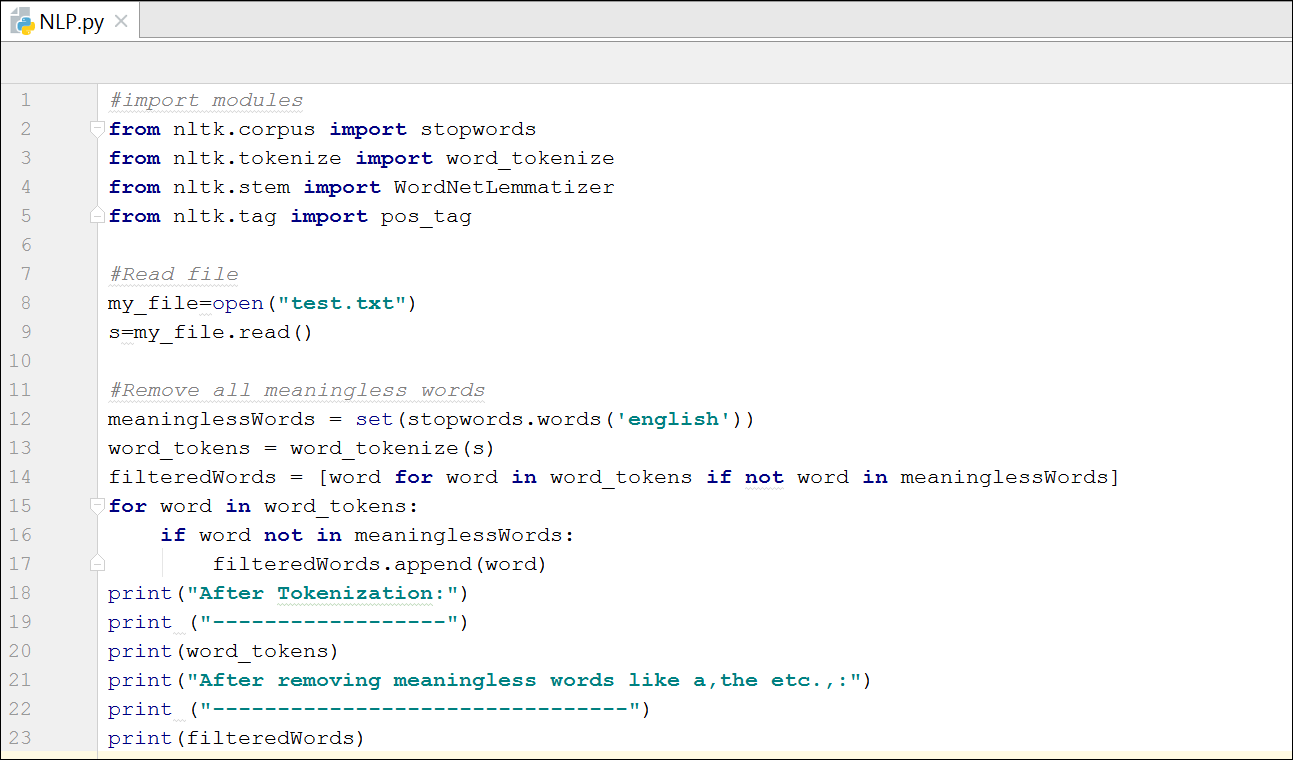 NLP.py
1 #import modules
2 from nltk.corpus import stopwords
3 from nltk.tokenize import word_tokenize
4 from nltk.stem import WordNetLemmatizer
5 from nltk.tag import pos_tag
6
7 #Read file
8 my_file=open("test.txt")
9 s=my_file.read()
10
11 #Remove all meaningless words
12 meaninglessWords = set(stopwords.words('english'))
13 word_tokens = word_tokenize(s)
14 filteredWords = [word for word in word_tokens if not word in meaninglessWords]
15 for word in word_tokens:
16     if word not in meaninglessWords:
17         filteredWords.append(word)
18 print("After Tokenization:")
19 print ("------------------")
20 print(word_tokens)
21 print("After removing meaningless words like a,the etc.,:")
22 print ("--------------------------------")
23 print(filteredWords)